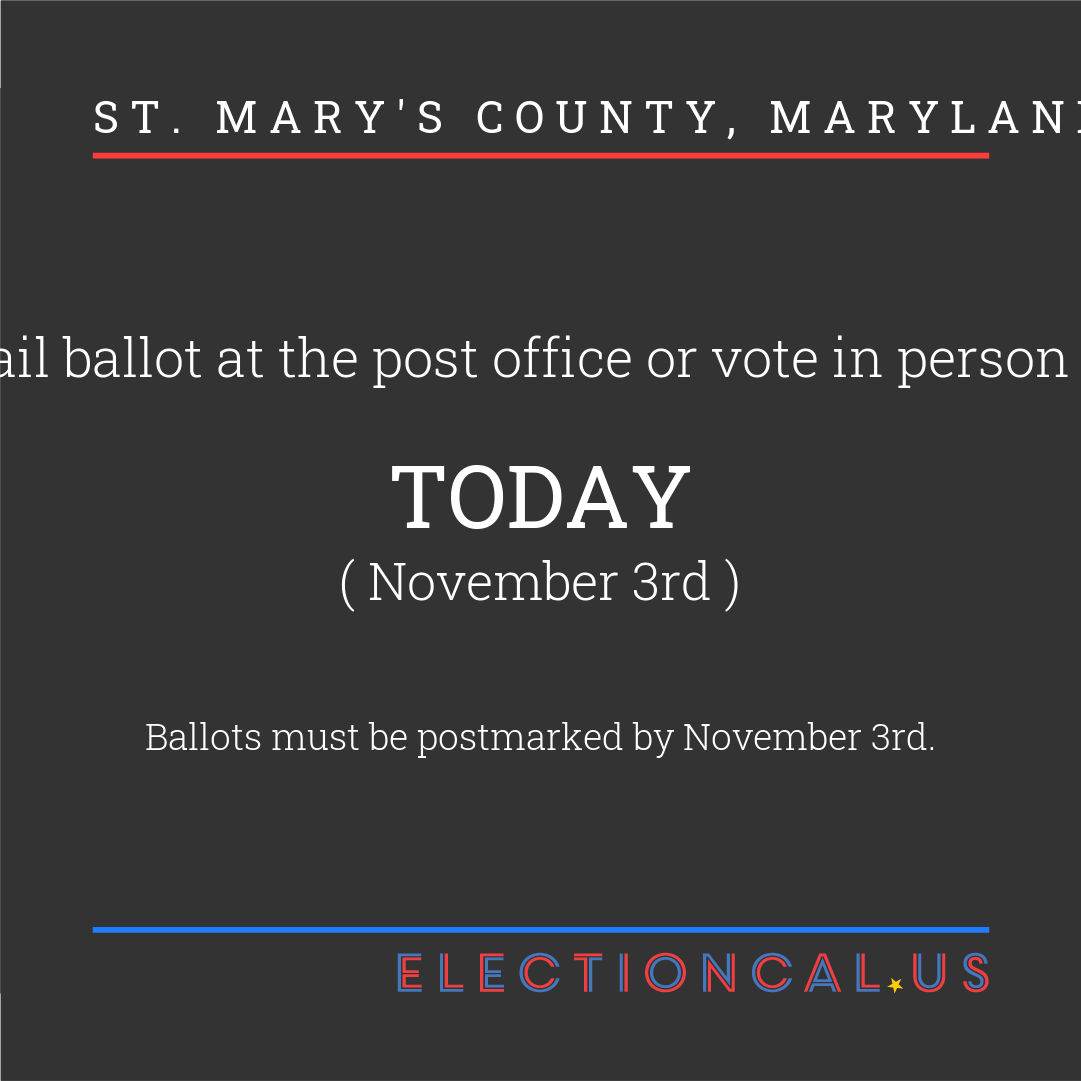 ST. MARY'S COUNTY, MARYLAN
ail ballot at the post office or vote in person
TODAY
( November 3rd )
Ballots must be postmarked by November 3rd.
ELECTIONCAL.US